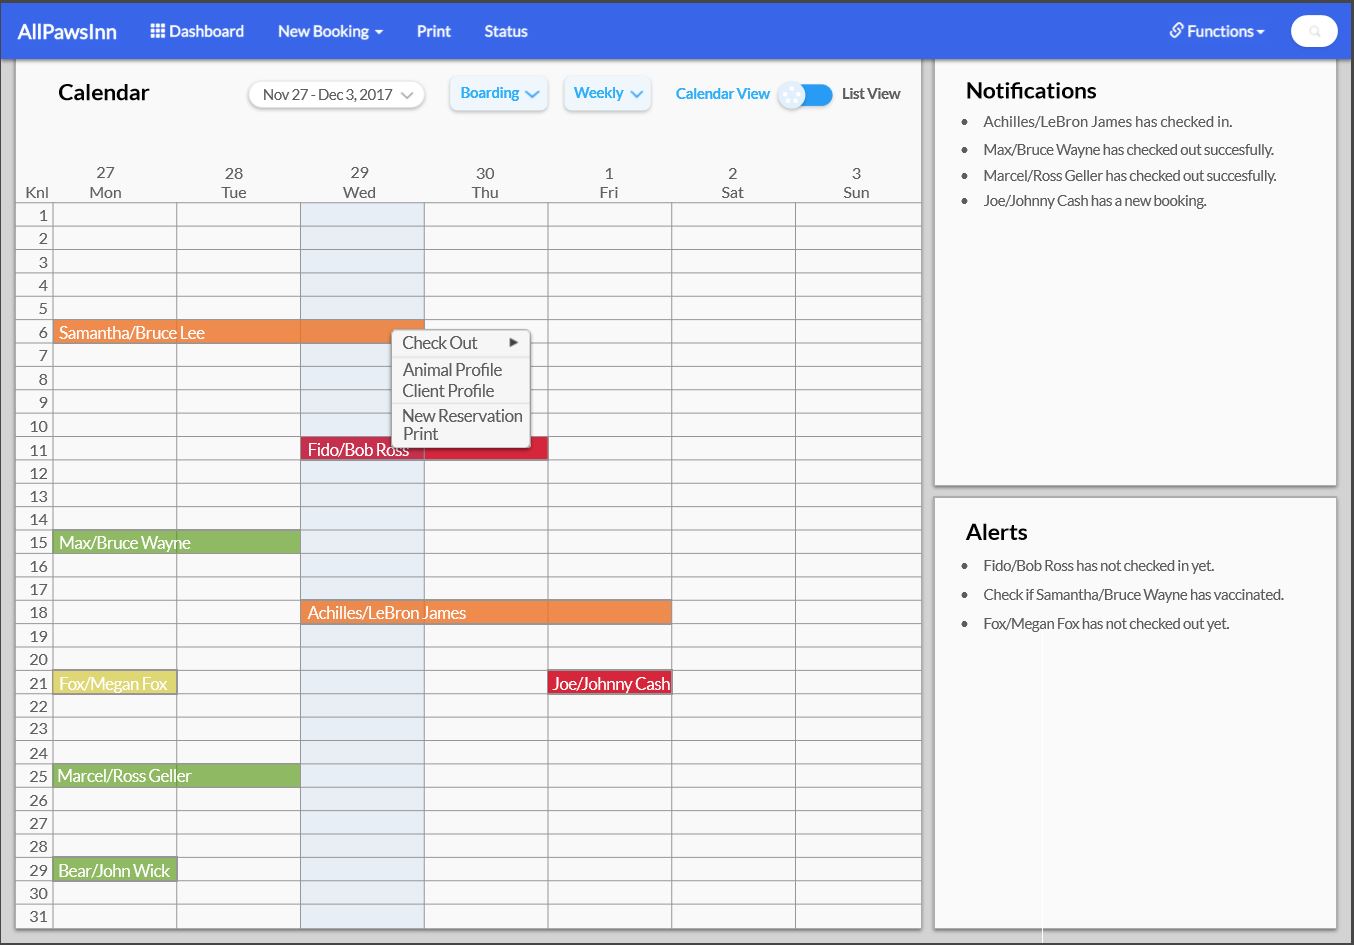 AllPawsInn Dashboard New Booking Print Status Functions
Calendar
Nov 27 - Dec 3, 2017
Boarding
Weekly
Calendar View
List View
27 28 29 30 1 2 3
Knl Mon Tue Wed Thu Fri Sat Sun
1
2
3
4
5
6 Samantha/Bruce Lee
7
8
9
10
11 Fido/Bob Ross
12
13
14
15 Max/Bruce Wayne
16
17
18 Achilles/LeBron James
19
20
21 Fox/Megan Fox Joe/Johnny Cash
22
23
24
25 Marcel/Ross Geller
26
27
28
29 Bear/John Wick
30
31
Check Out
Animal Profile
Client Profile
New Reservation
Print
Notifications
Achilles/LeBron James has checked in.
Max/Bruce Wayne has checked out succesfully.
Marcel/Ross Geller has checked out succesfully.
Joe/Johnny Cash has a new booking.
Alerts
Fido/Bob Ross has not checked in yet.
Check if Samantha/Bruce Wayne has vaccinated.
Fox/Megan Fox has not checked out yet.